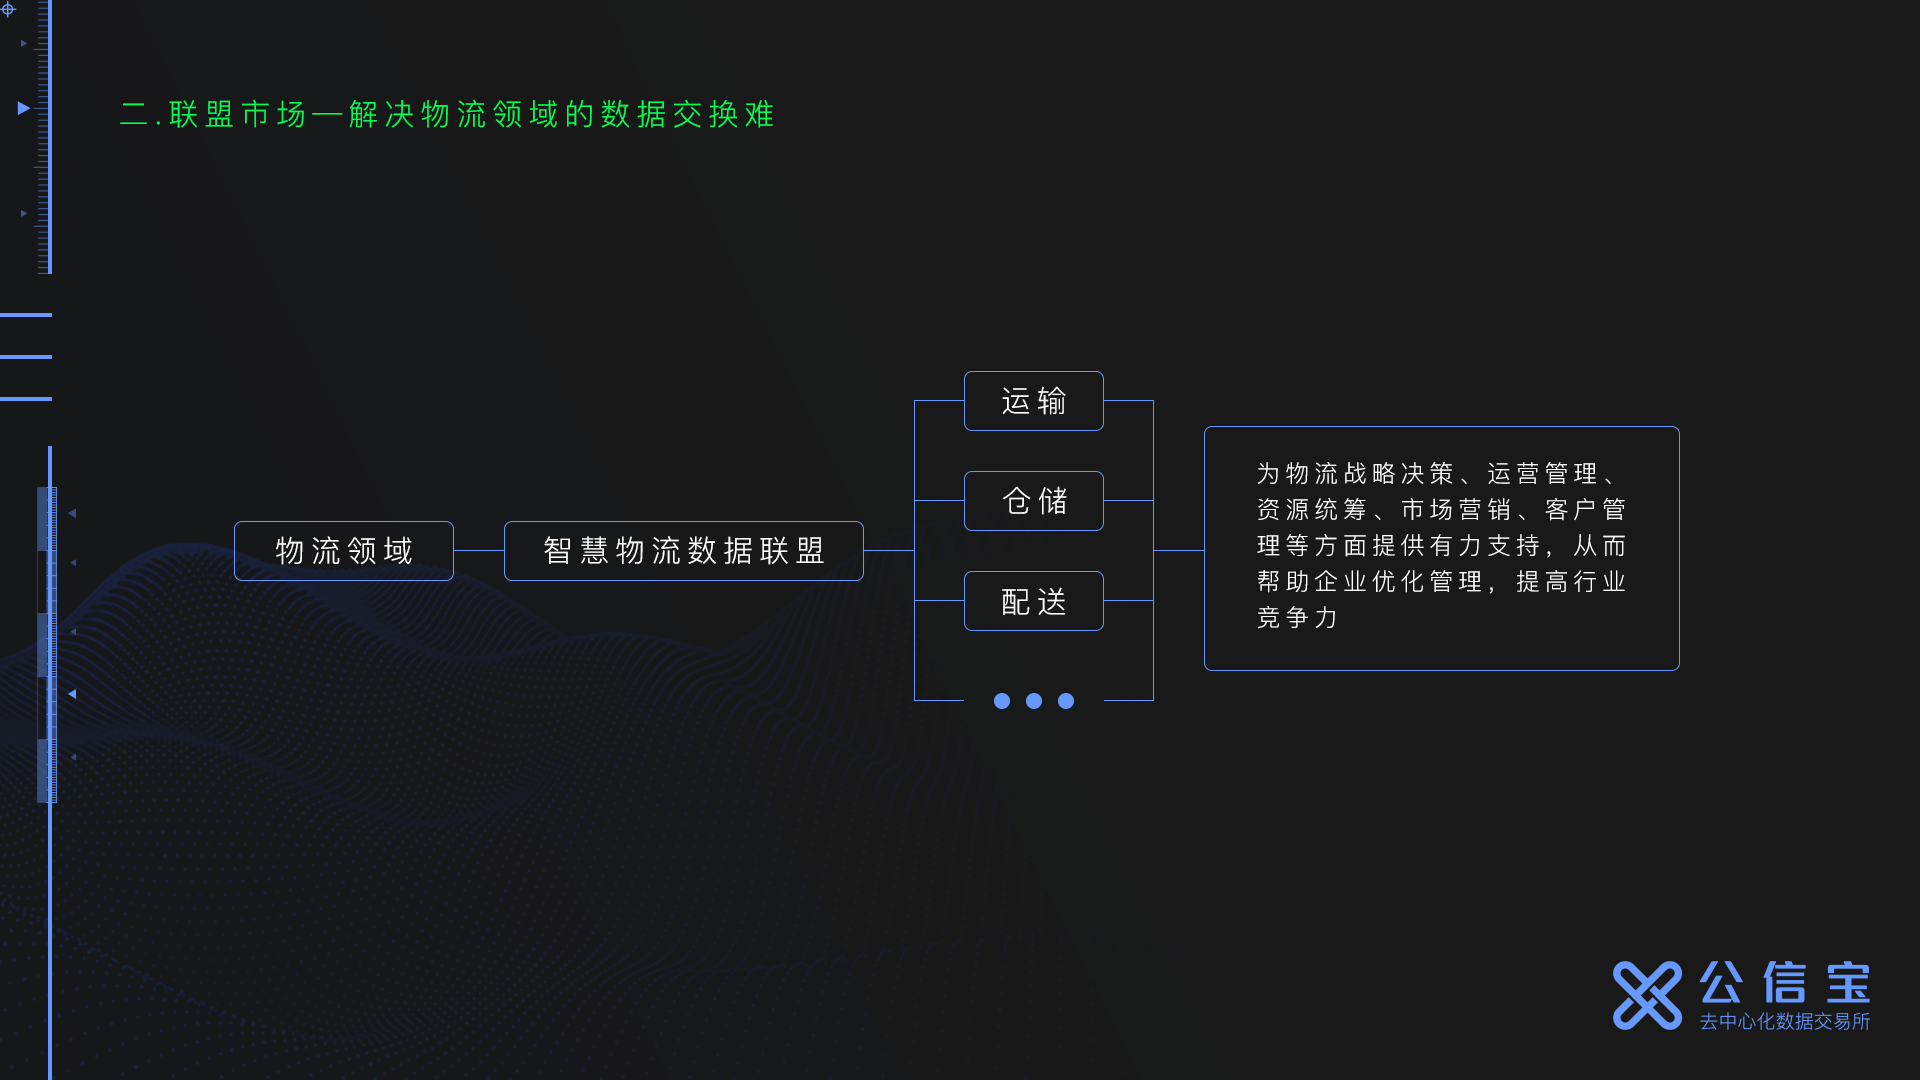 二.联盟市场—解决物流领域的数据交换难
物流领域
智慧物流数据联盟
运输
仓储
配送
为物流战略决策、运营管理、
资源统筹、市场营销、客户管
理等方面提供有力支持，从而
帮助企业优化管理，提高行业
竞争力
公信宝
去中心化数据交易所